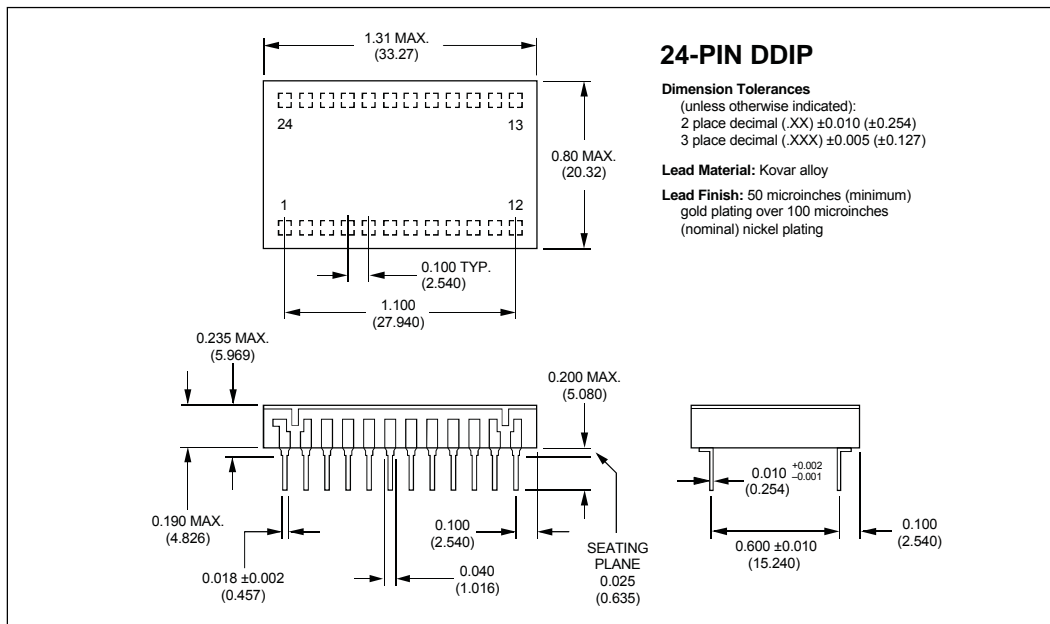 1.31 MAX.
(33.27)
24-PIN DDIP
Dimension Tolerances
(unless otherwise indicated):
2 place decimal (.XX) ±0.010 (±0.254)
3 place decimal (.XXX) ±0.005 (±0.127)
Lead Material: Kovar alloy
Lead Finish: 50 microinches (minimum)
gold plating over 100 microinches
(nominal) nickel plating
24
13
0.80 MAX.
(20.32)
1
12
0.100 TYP.
(2.540)
1.100
(27.940)
0.235 MAX.
(5.969)
0.200 MAX.
(5.080)
0.190 MAX.
(4.826)
0.018 ±0.002
(0.457)
0.040
(1.016)
0.100
(2.540)
SEATING
PLANE
0.025
(0.635)
0.010 +0.002
–0.001
(0.254)
0.600 ±0.010
(15.240)
0.100
(2.540)